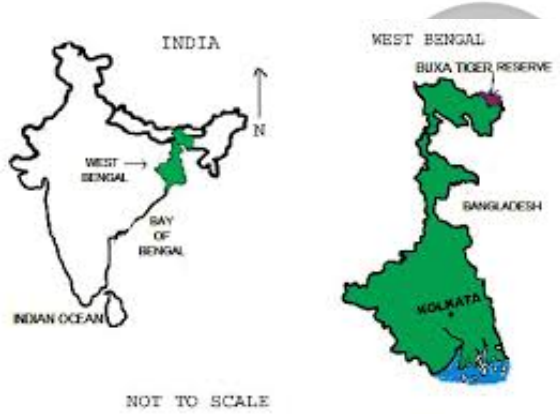 INDIA
N
WEST
BENGAL
BAY
OF
BENGAL
INDIAN OCEAN
WEST BENGAL
BUXA TIGER RESERVE
BANGLADESH
KOLKATA
NOT TO SCALE